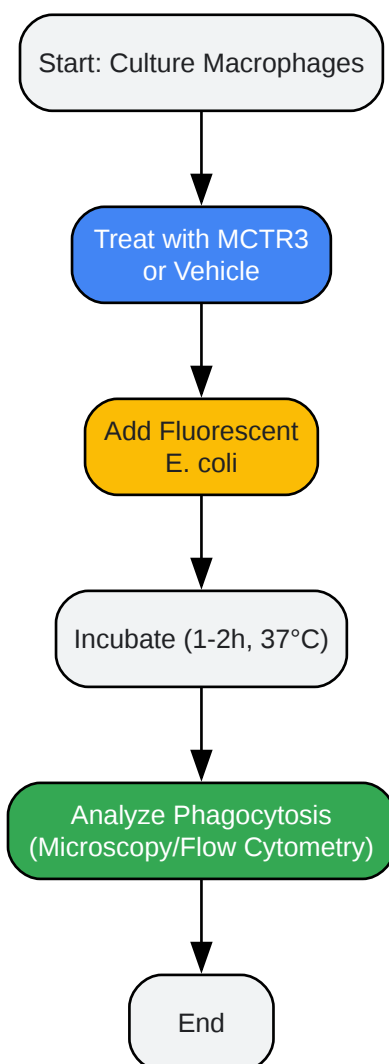 Start: Culture Macrophages
Treat with MCTR3
or Vehicle
Add Fluorescent
E. coli
Incubate (1-2h, 37°C)
Analyze Phagocytosis
(Microscopy/Flow Cytometry)
End